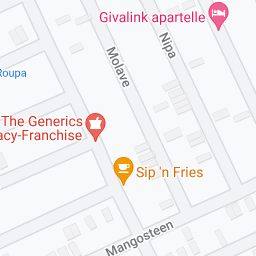 Givalink apartelle
Molave
Nipa
Roupa
The Generics
acy-Franchise
Sip 'n Fries
Mangosteen